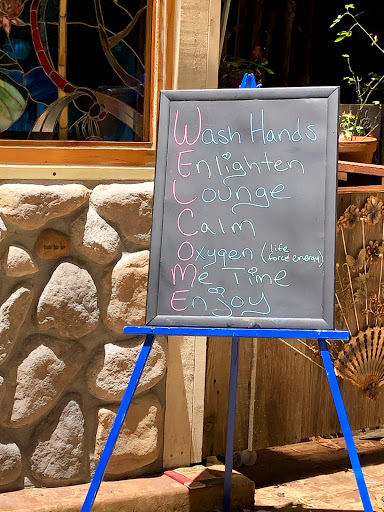 Wash Hands
Enlighten
Lounge
Calm
Oxygen (life force energy)
Me Time
Enjoy